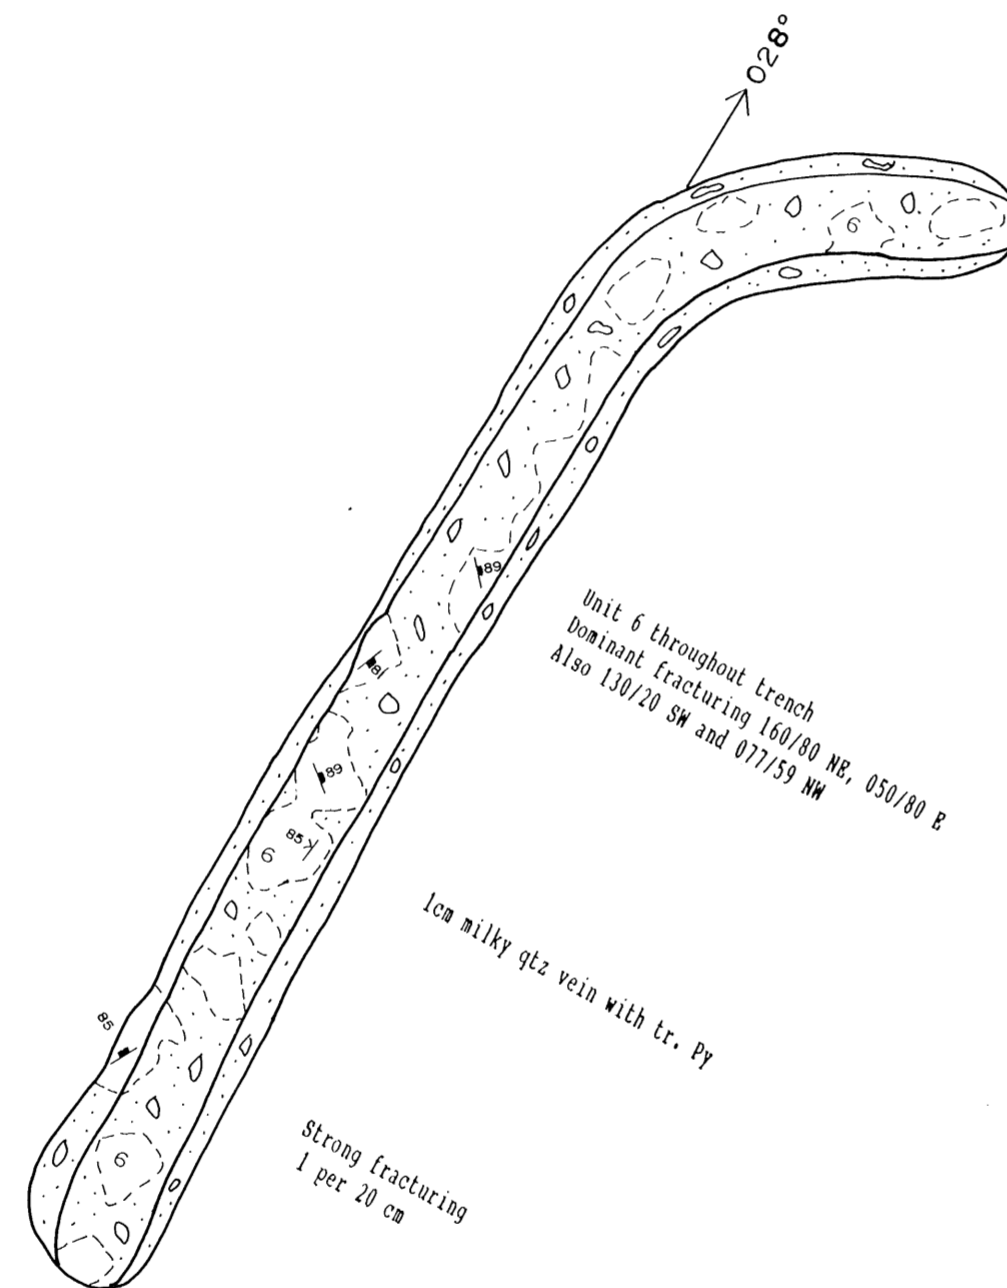 028°
6
89
Unit 6 throughout trench
Dominant fracturing 160/80 NE, 050/80 E
Also 130/20 SW and 077/59 NW
81
89
85
6
1cm milky qtz vein with tr. Py
85
Strong fracturing
1 per 20 cm
6